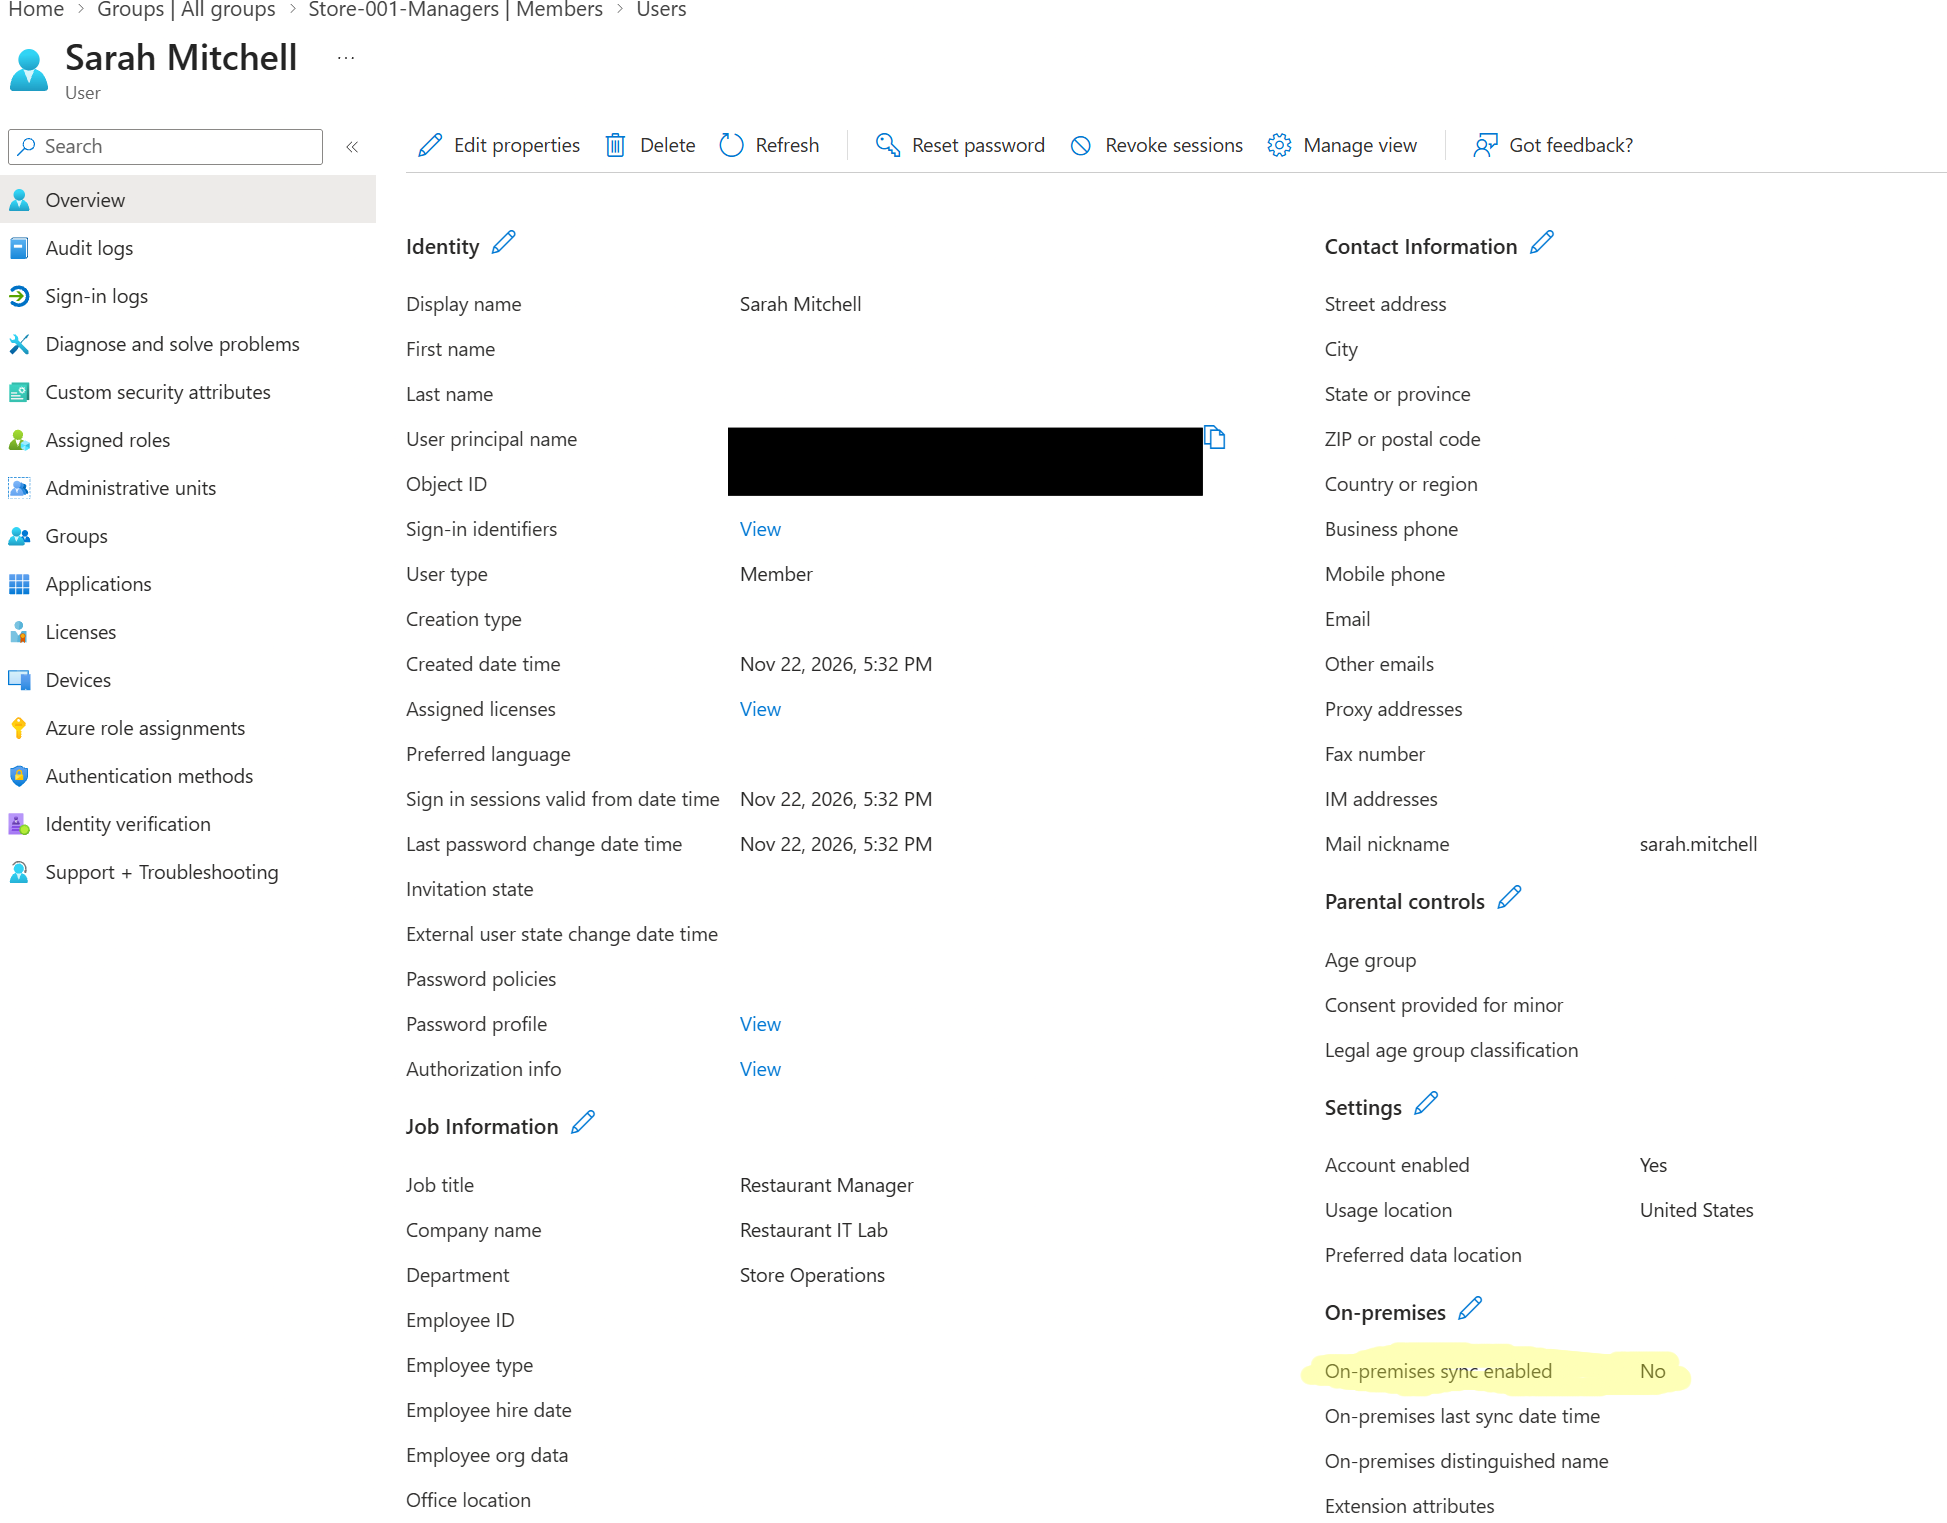 Home > Groups | All groups > Store-001-Managers | Members > Users
Sarah Mitchell ...
User
Search «
Edit properties Delete Refresh Reset password Revoke sessions Manage view Got feedback?
Overview
Audit logs
Sign-in logs
Diagnose and solve problems
Custom security attributes
Assigned roles
Administrative units
Groups
Applications
Licenses
Devices
Azure role assignments
Authentication methods
Identity verification
Support + Troubleshooting
Identity
Display name Sarah Mitchell
First name
Last name
User principal name
Object ID
Sign-in identifiers View
User type Member
Creation type
Created date time Nov 22, 2026, 5:32 PM
Assigned licenses View
Preferred language
Sign in sessions valid from date time Nov 22, 2026, 5:32 PM
Last password change date time Nov 22, 2026, 5:32 PM
Invitation state
External user state change date time
Password policies
Password profile View
Authorization info View
Job Information
Job title Restaurant Manager
Company name Restaurant IT Lab
Department Store Operations
Employee ID
Employee type
Employee hire date
Employee org data
Office location
Contact Information
Street address
City
State or province
ZIP or postal code
Country or region
Business phone
Mobile phone
Email
Other emails
Proxy addresses
Fax number
IM addresses
Mail nickname sarah.mitchell
Parental controls
Age group
Consent provided for minor
Legal age group classification
Settings
Account enabled Yes
Usage location United States
Preferred data location
On-premises
On-premises sync enabled No
On-premises last sync date time
On-premises distinguished name
Extension attributes